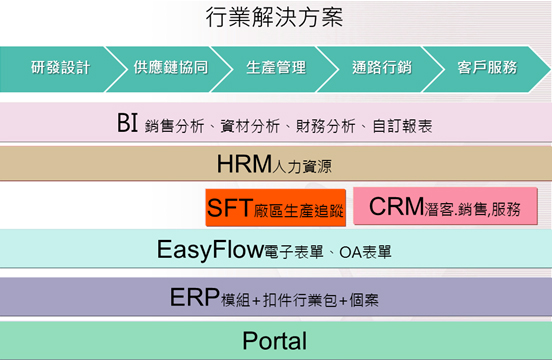 行業解決方案
研發設計 供應鏈協同 生產管理 通路行銷 客戶服務
BI 銷售分析、資材分析、財務分析、自訂報表
HRM人力資源
SFT廠區生產追蹤 CRM潛客.銷售,服務
EasyFlow電子表單、OA表單
ERP模組+扣件行業包+個案
Portal